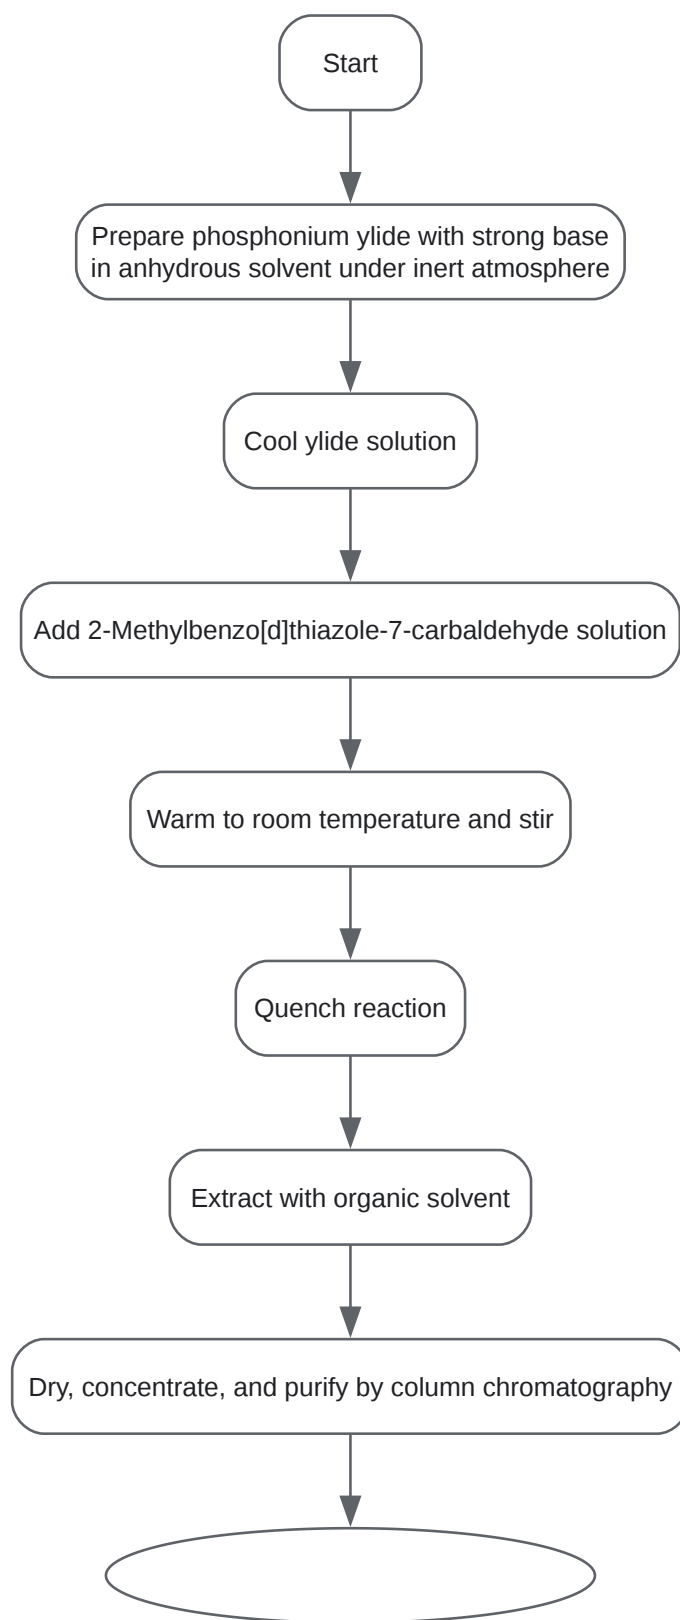 Start
Prepare phosphonium ylide with strong base
in anhydrous solvent under inert atmosphere
Cool ylide solution
Add 2-Methylbenzo[d]thiazole-7-carbaldehyde solution
Warm to room temperature and stir
Quench reaction
Extract with organic solvent
Dry, concentrate, and purify by column chromatography